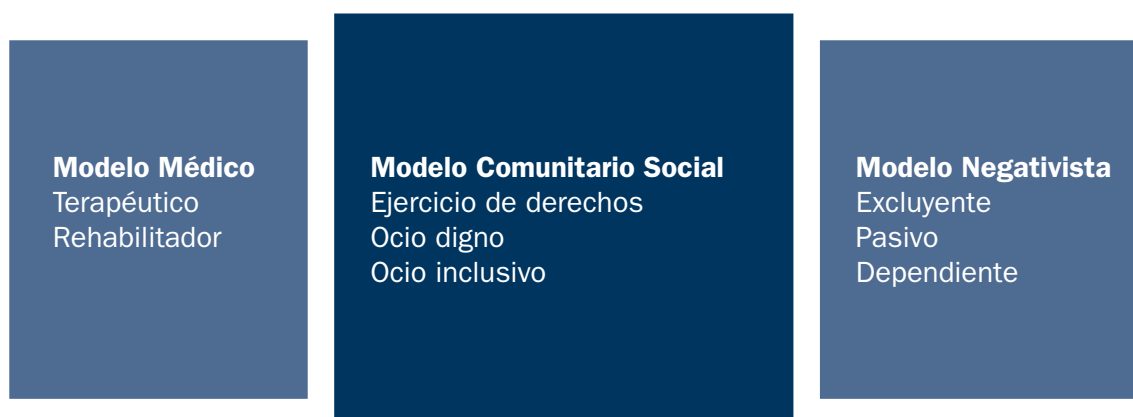 Modelo Médico
Terapéutico
Rehabilitador
Modelo Comunitario Social
Ejercicio de derechos
Ocio digno
Ocio inclusivo
Modelo Negativista
Excluyente
Pasivo
Dependiente